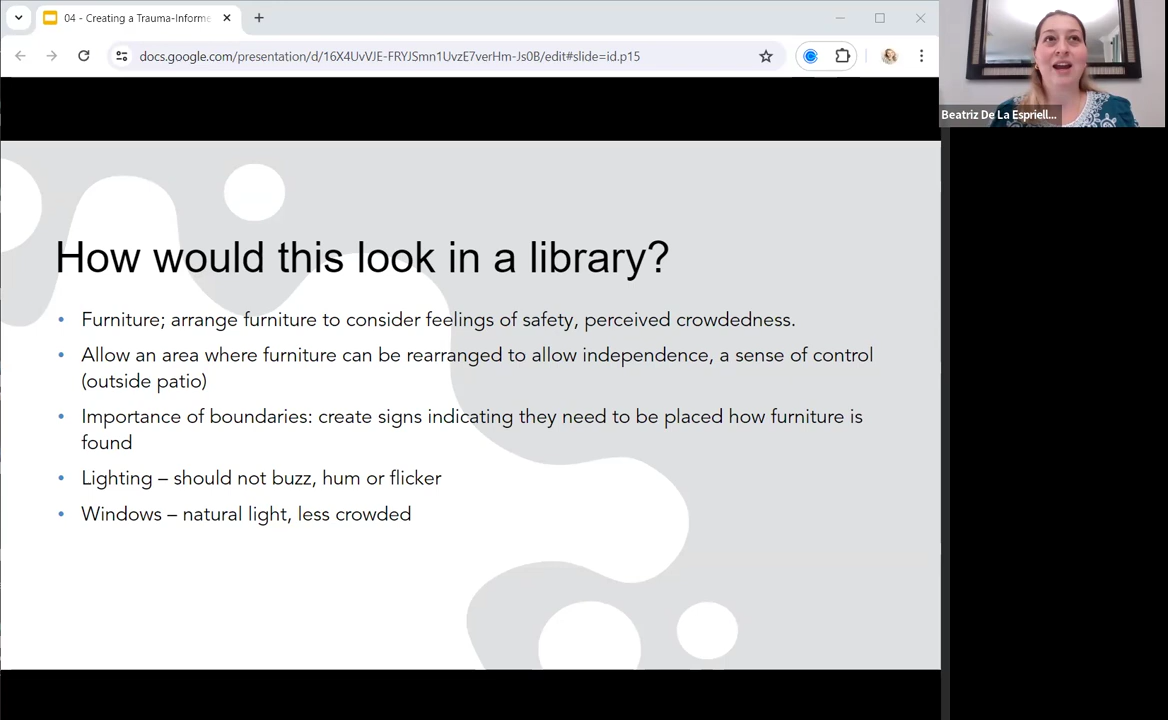 04 - Creating a Trauma-Informe
docs.google.com/presentation/d/16X4UvVIE-FRYJSmn1UvzE7verHm-Js0B/edit#slide=id.p15
Beatriz De La Espriell...
How would this look in a library?
• Furniture; arrange furniture to consider feelings of safety, perceived crowdedness.
• Allow an area where furniture can be rearranged to allow independence, a sense of control
(outside patio)
• Importance of boundaries: create signs indicating they need to be placed how furniture is
found
• Lighting – should not buzz, hum or flicker
• Windows – natural light, less crowded